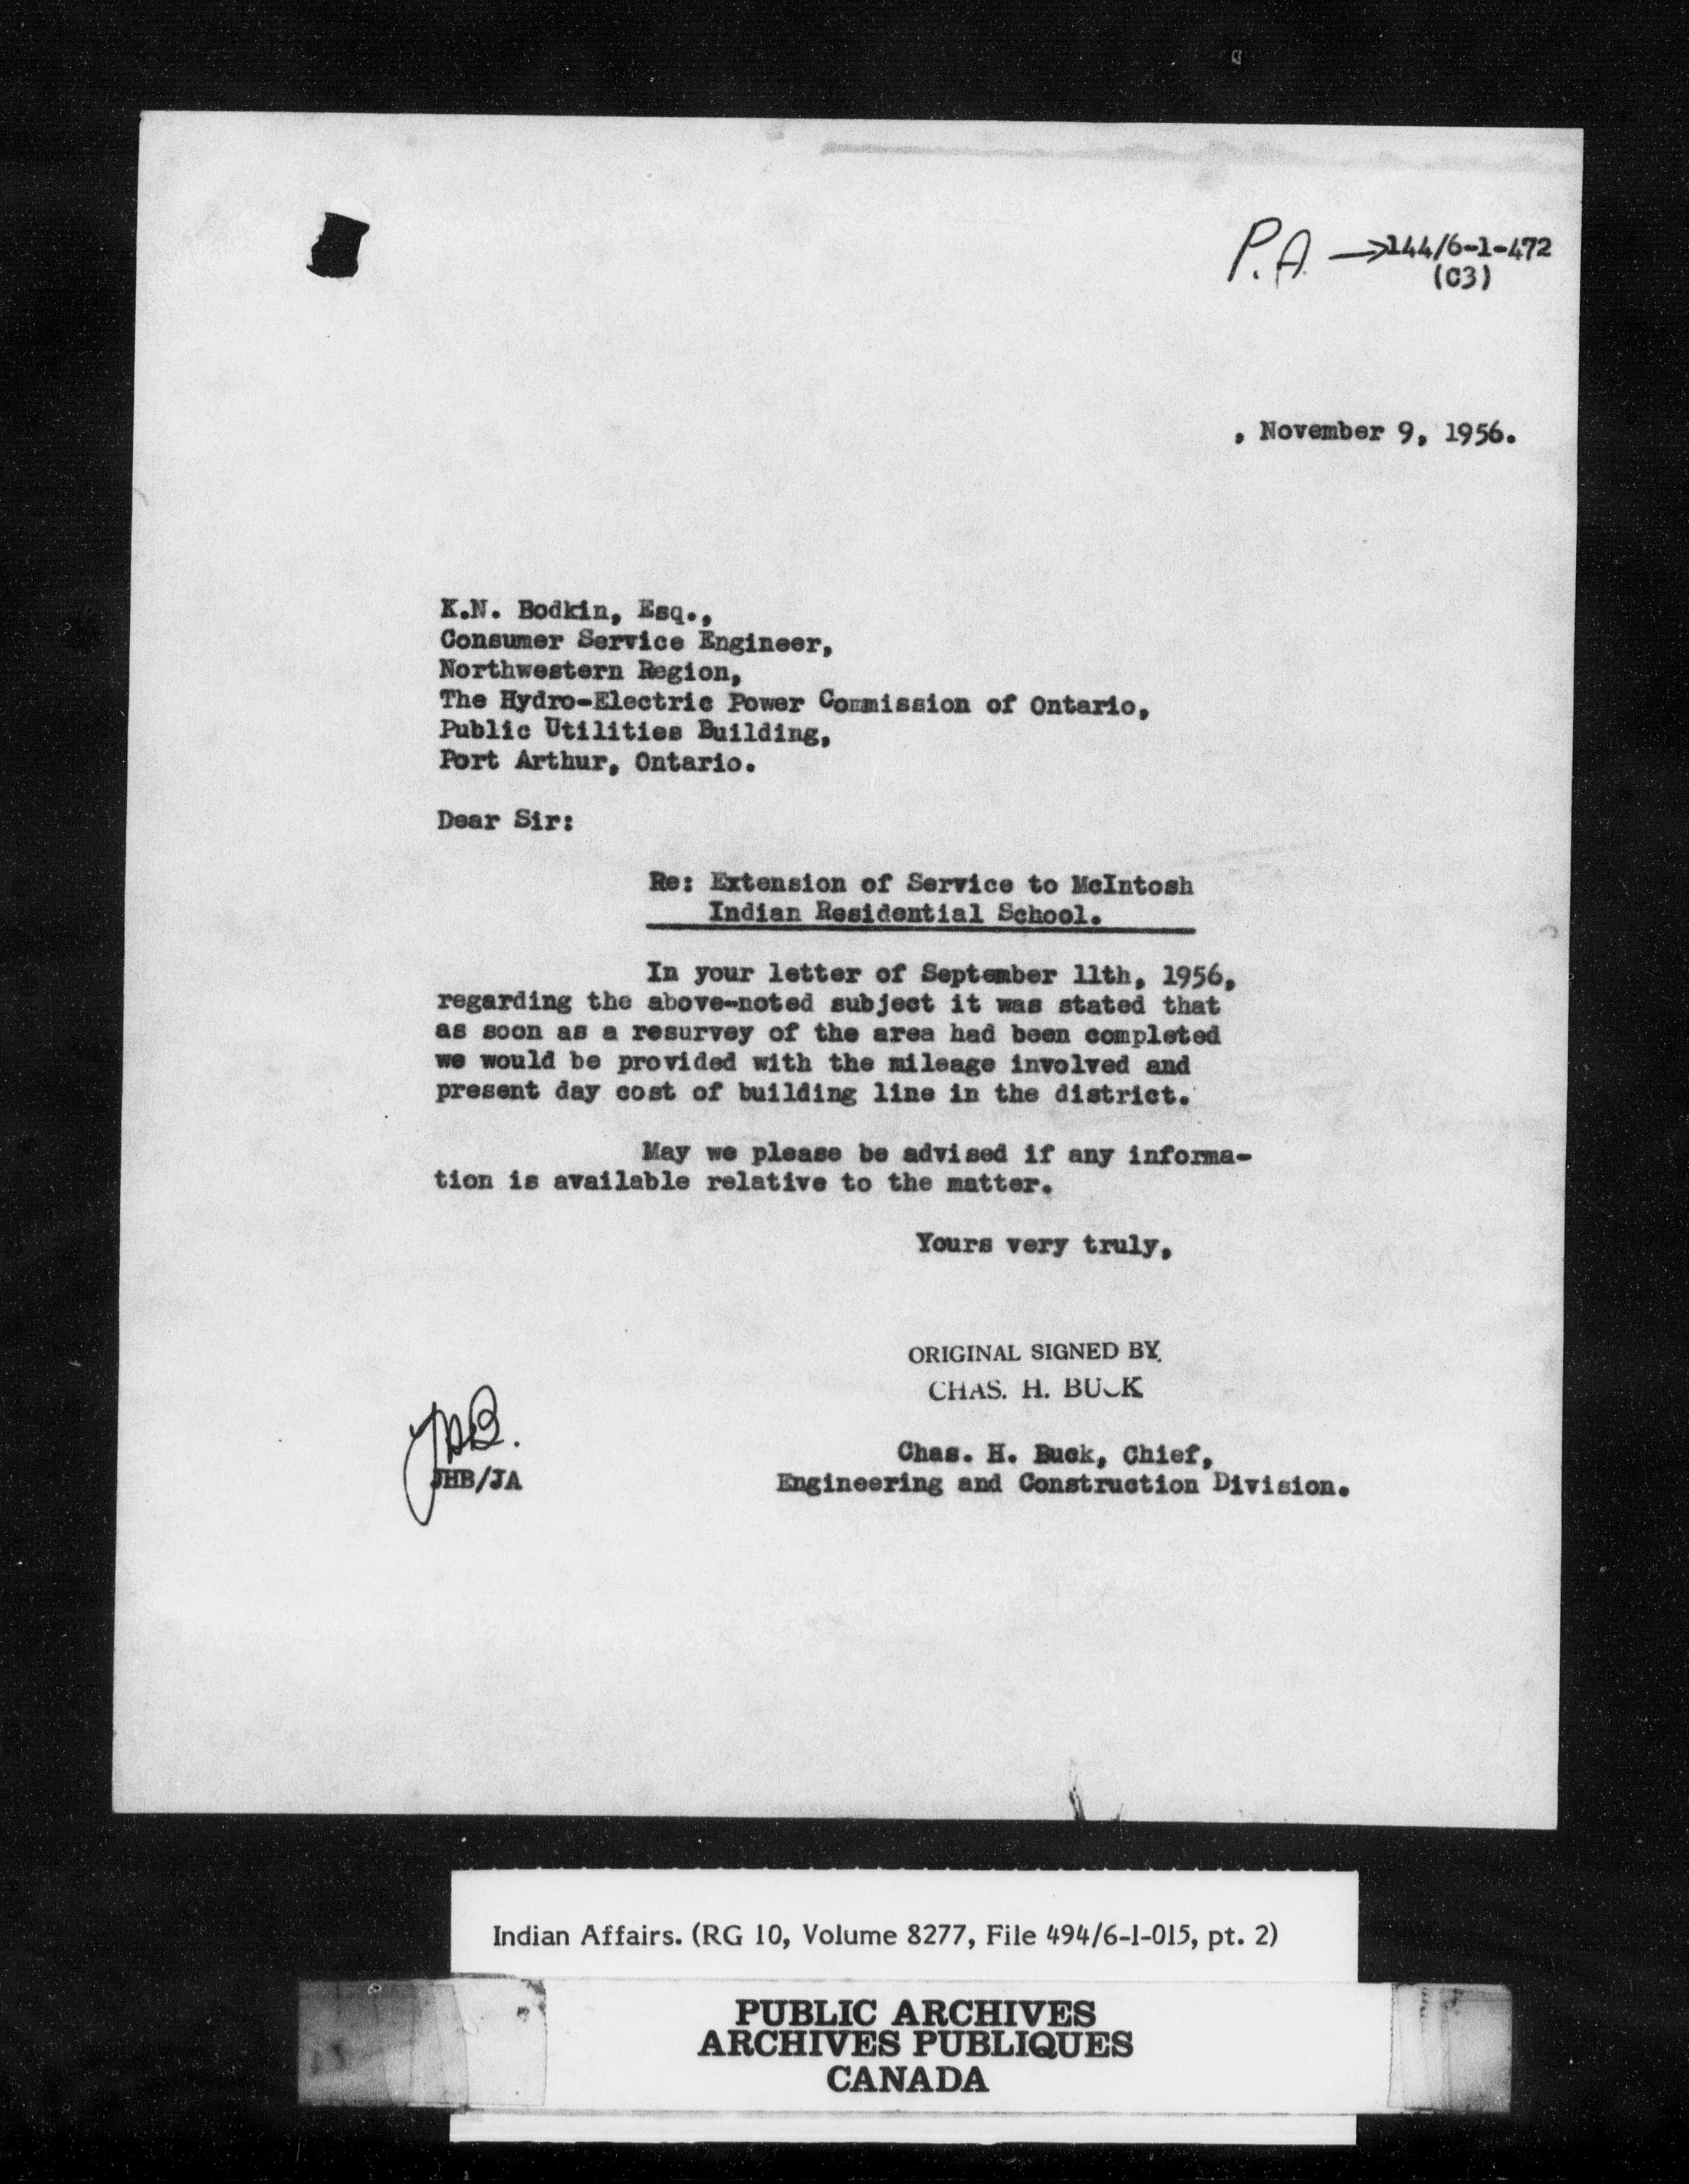 P.A →144/6-1-472
(C3)
, November 9, 1956.
K.N. Bodkin, Esq.,
Consumer Service Engineer,
Northwestern Region,
The Hydro-Electric Power Commission of Ontario,
Public Utilities Building,
Port Arthur, Ontario.
Dear Sir:
Re: Extension of Service to McIntosh
Indian Residential School.
In your letter of September 11th, 1956,
regarding the above-noted subject it was stated that
as soon as a resurvey of the area had been completed
we would be provided with the mileage involved and
present day cost of building line in the district.
May we please be advised if any informa-
tion is available relative to the matter.
Yours very truly,
ORIGINAL SIGNED BY
CHAS. H. BUCK
JHB.
JHB/JA
Chas. H. Buck, Chief,
Engineering and Construction Division.
Indian Affairs. (RG 10, Volume 8277, File 494/6-1-015, pt. 2)
PUBLIC ARCHIVES
ARCHIVES PUBLIQUES
CANADA